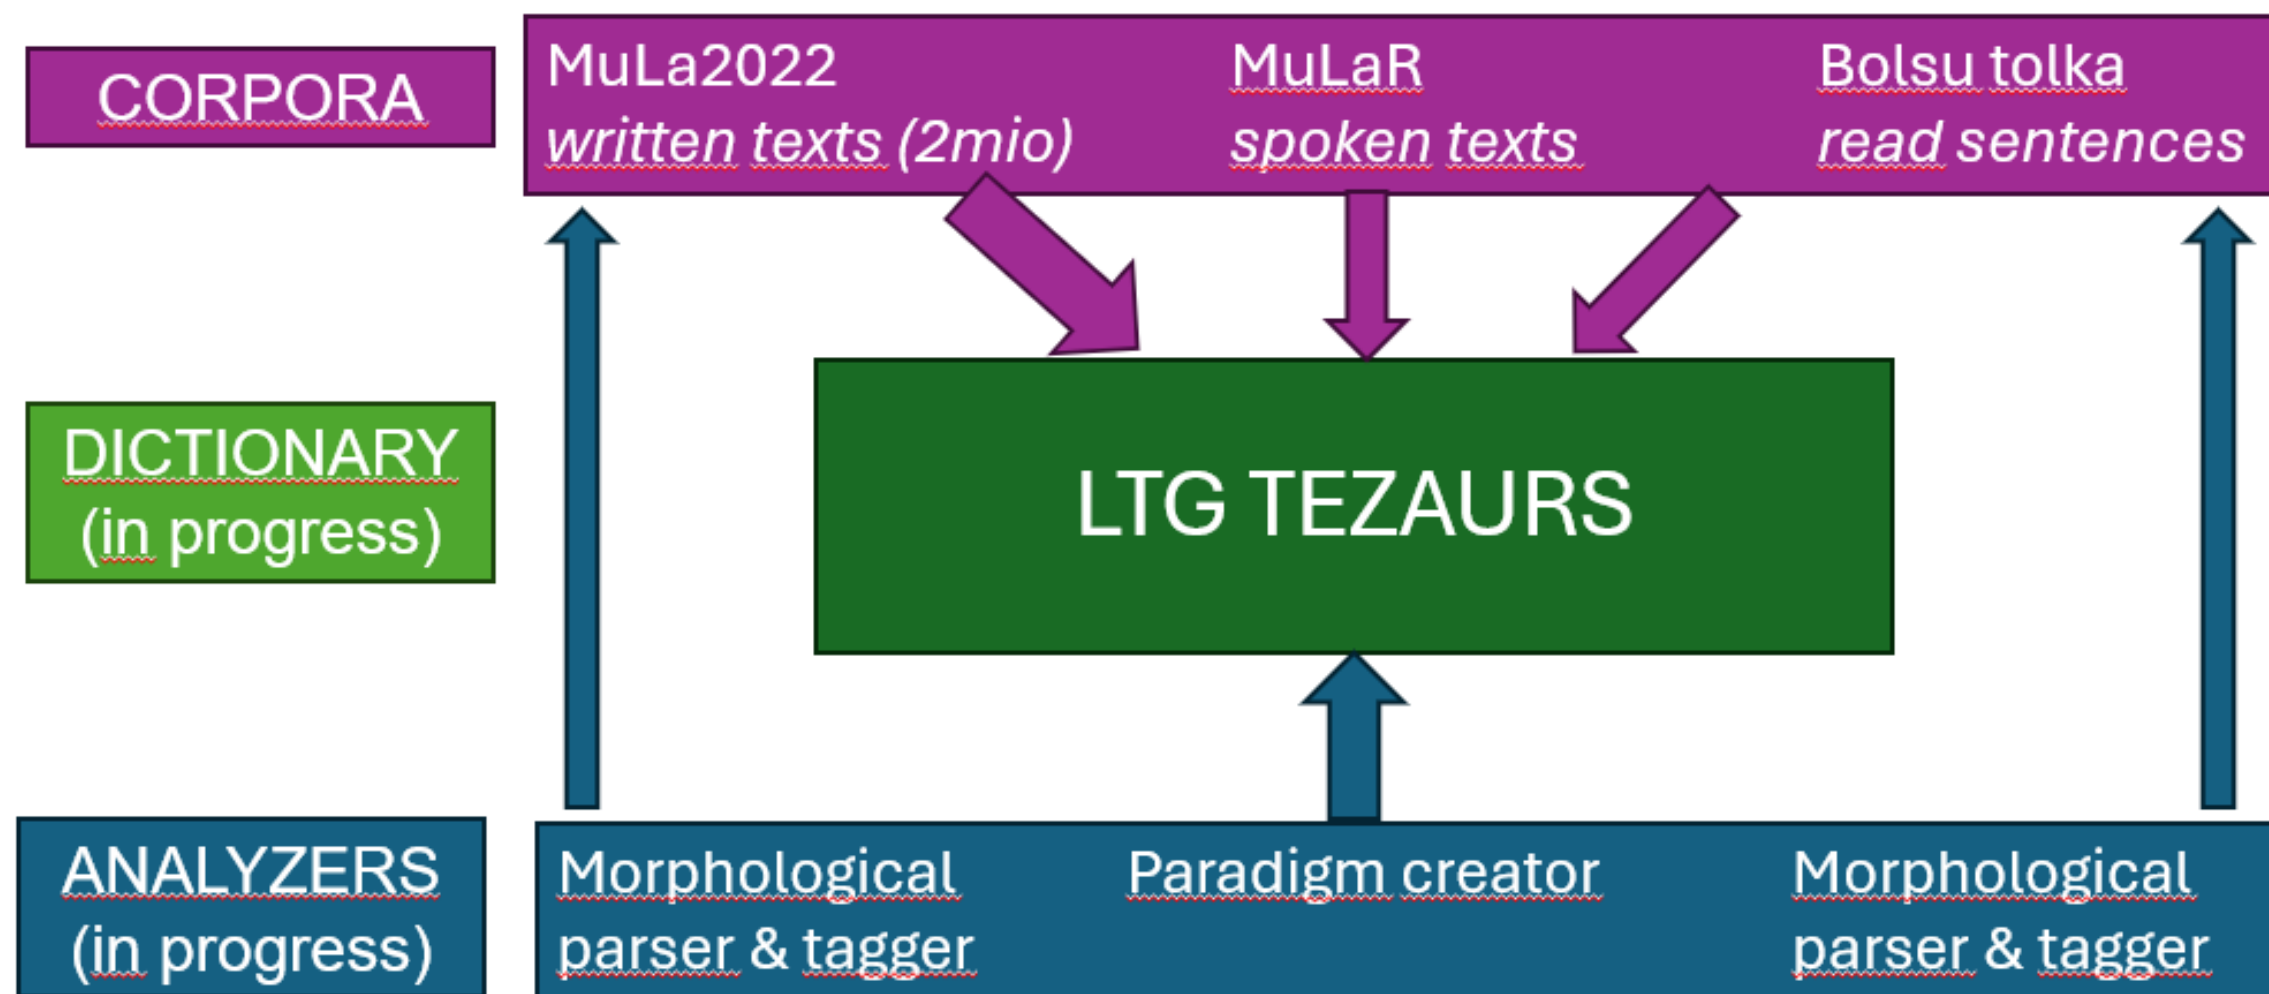 CORPORA
MuLa2022
written texts (2mio)
MuLaR
spoken texts
Bolsu tolka
read sentences
DICTIONARY
(in progress)
LTG TEZAURS
ANALYZERS
(in progress)
Morphological
parser & tagger
Paradigm creator
Morphological
parser & tagger